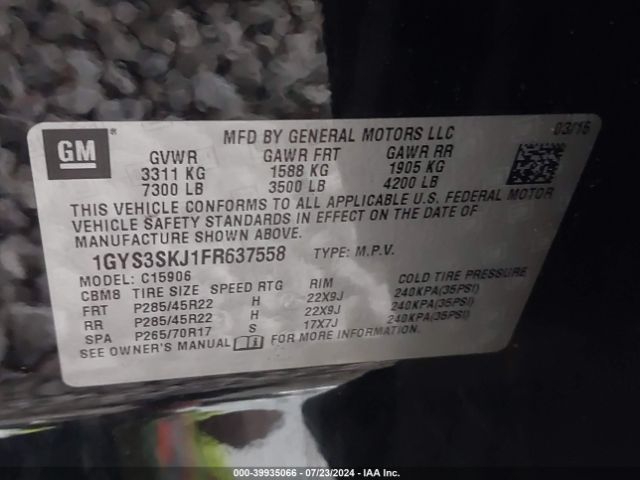 GM ®
MFD BY GENERAL MOTORS LLC 03/15
GVWR GAWR FRT GAWR RR
3311 KG 1588 KG 1905 KG
7300 LB 3500 LB 4200 LB
THIS VEHICLE CONFORMS TO ALL APPLICABLE U.S. FEDERAL MOTOR
VEHICLE SAFETY STANDARDS IN EFFECT ON THE DATE OF
MANUFACTURE SHOWN ABOVE.
1GYS3SKJ1FR637558 TYPE: M.P.V.
MODEL: C15906
CBM8 TIRE SIZE SPEED RTG RIM COLD TIRE PRESSURE
FRT P285/45R22 H 22X9J 240KPA(35PSI)
RR P285/45R22 H 22X9J 240KPA(35PSI)
SPA P265/70R17 S 17X7J 240KPA(35PSI)
SEE OWNER'S MANUAL FOR MORE INFORMATION
000-39935066 - 07/23/2024 - IAA Inc.